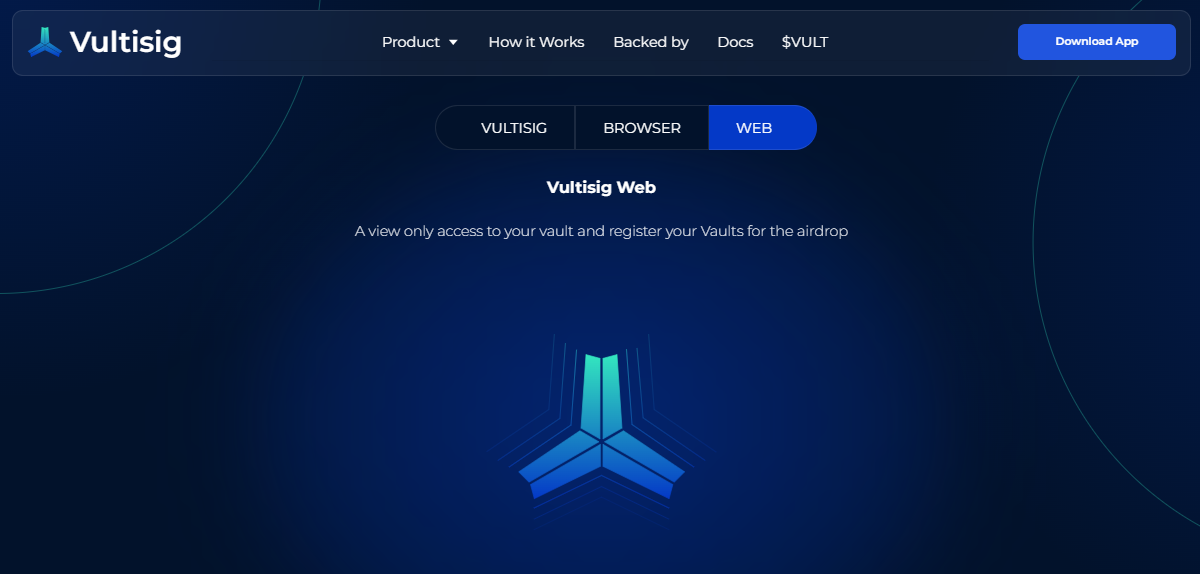 Vultisig
Product
How it Works
Backed by
Docs
$VULT
Download App
VULTISIG
BROWSER
WEB
Vultisig Web
A view only access to your vault and register your Vaults for the airdrop